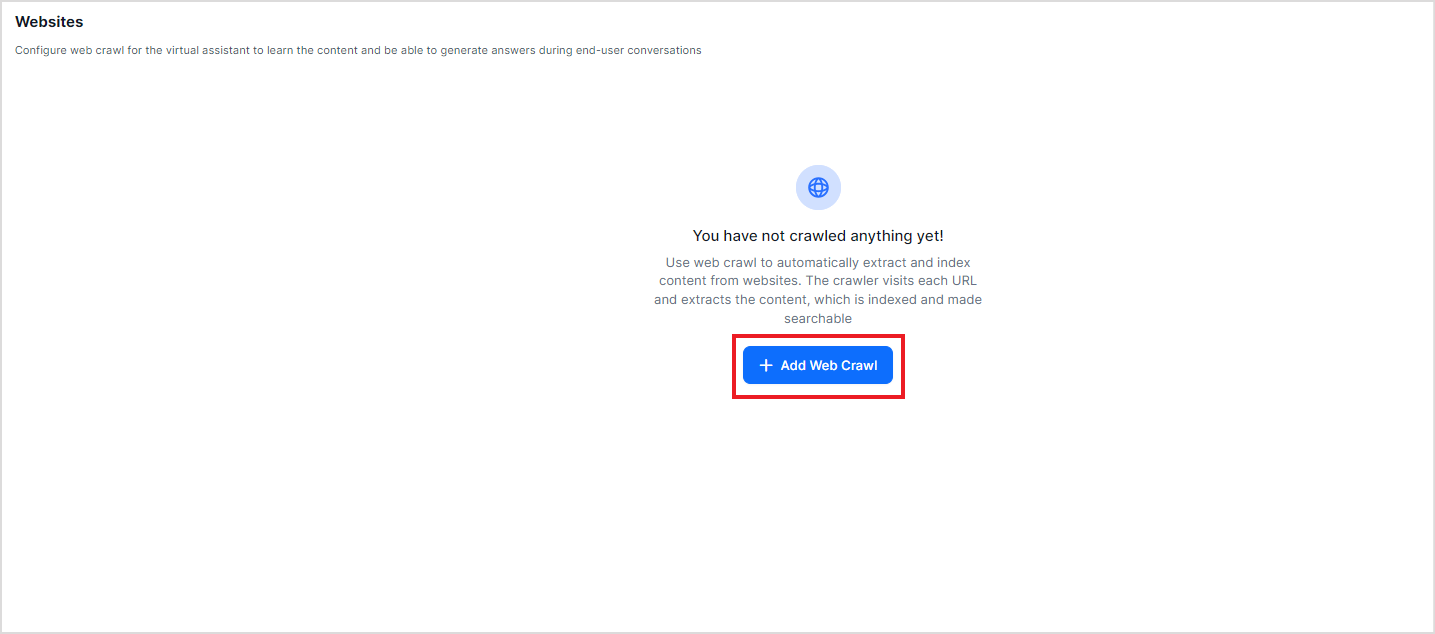 Websites
Configure web crawl for the virtual assistant to learn the content and be able to generate answers during end-user conversations
You have not crawled anything yet!
Use web crawl to automatically extract and index
content from websites. The crawler visits each URL
and extracts the content, which is indexed and made
searchable
+ Add Web Crawl